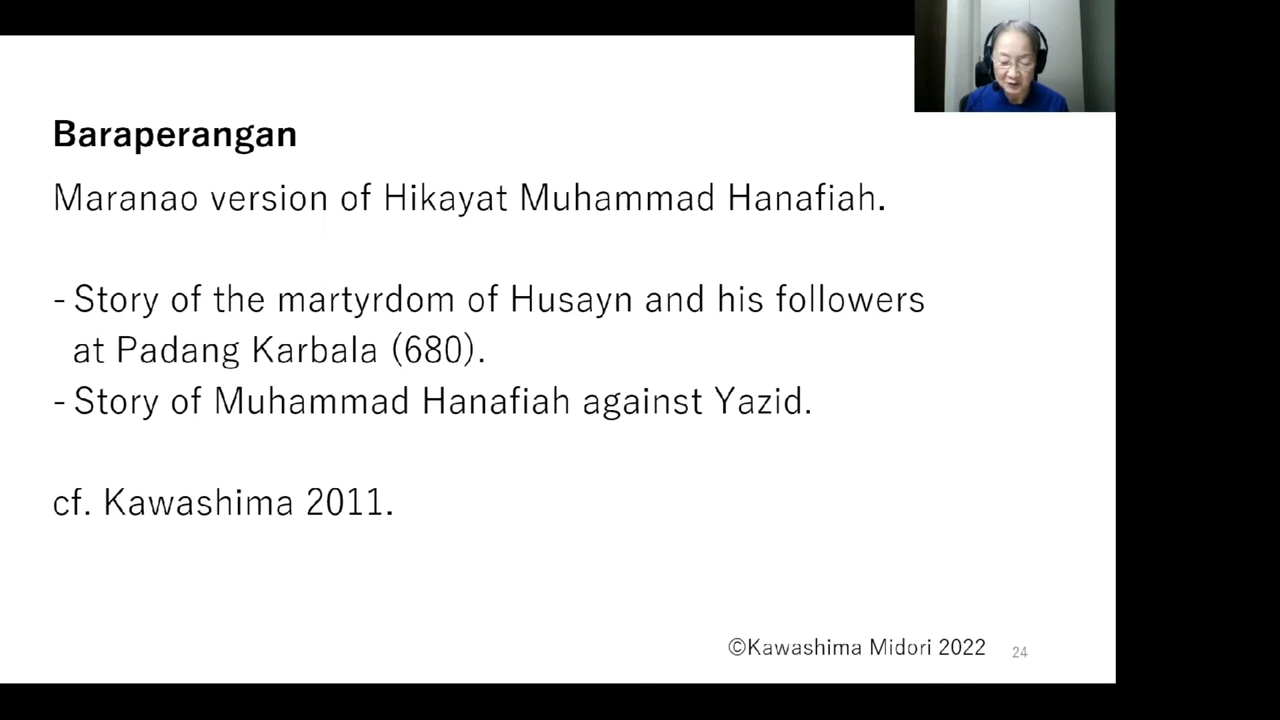 Baraperangan
Maranao version of Hikayat Muhammad Hanafiah.
- Story of the martyrdom of Husayn and his followers
at Padang Karbala (680).
- Story of Muhammad Hanafiah against Yazid.
cf. Kawashima 2011.
©Kawashima Midori 2022
24